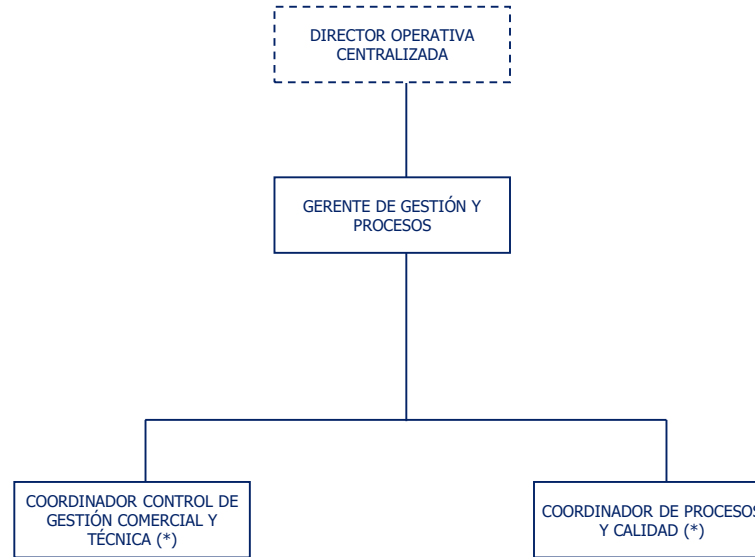 DIRECTOR OPERATIVA
CENTRALIZADA
GERENTE DE GESTIÓN Y
PROCESOS
COORDINADOR CONTROL DE
GESTIÓN COMERCIAL Y
TÉCNICA (*)
COORDINADOR DE PROCESOS
Y CALIDAD (*)